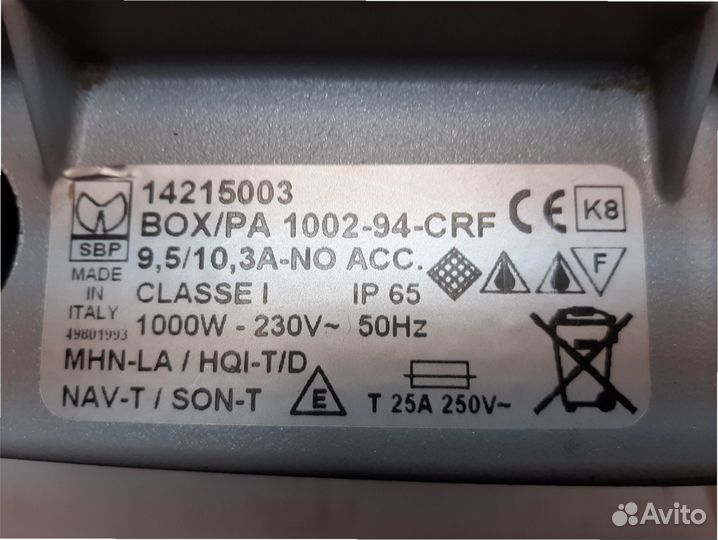 14215003
BOX/PA 1002-94-CRF
CE
K8
SBP
9,5/10,3A-NO ACC.
F
MADE
IN
ITALY
CLASSE I IP 65
49801993
1000W - 230V~ 50Hz
MHN-LA / HQI-T/D
NAV-T / SON-T
E
T 25A 250V~
Avito